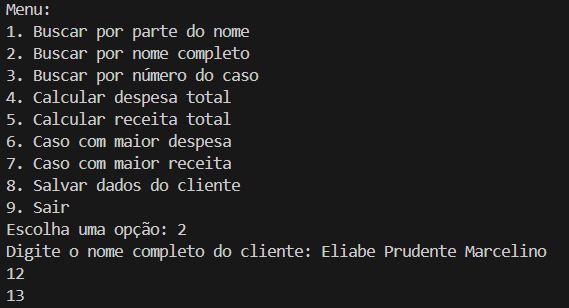 Menu:
1. Buscar por parte do nome
2. Buscar por nome completo
3. Buscar por número do caso
4. Calcular despesa total
5. Calcular receita total
6. Caso com maior despesa
7. Caso com maior receita
8. Salvar dados do cliente
9. Sair
Escolha uma opção: 2
Digite o nome completo do cliente: Eliabe Prudente Marcelino
12
13